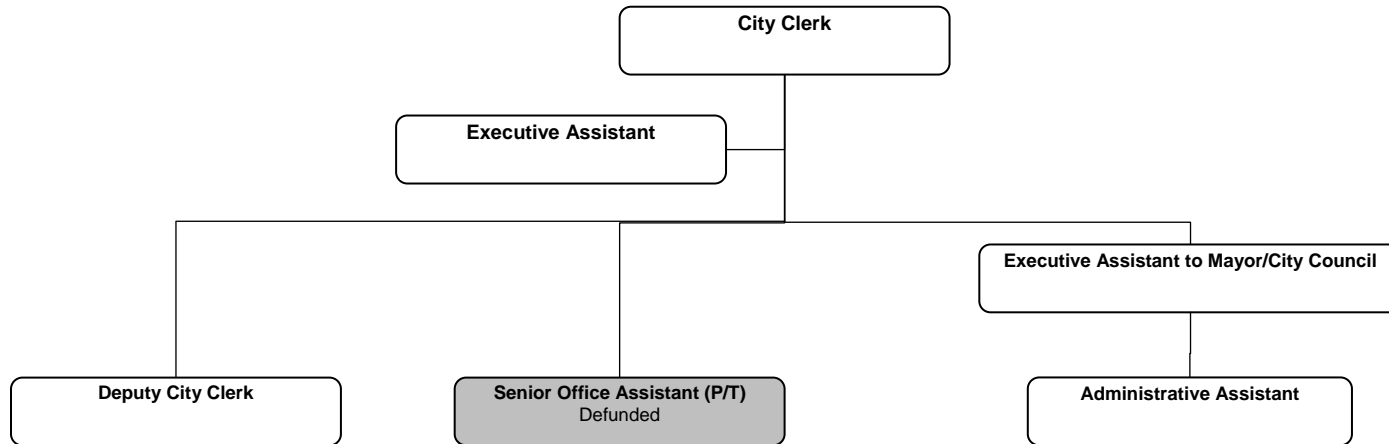 City Clerk
Executive Assistant
Executive Assistant to Mayor/City Council
Deputy City Clerk
Senior Office Assistant (P/T)
Defunded
Administrative Assistant